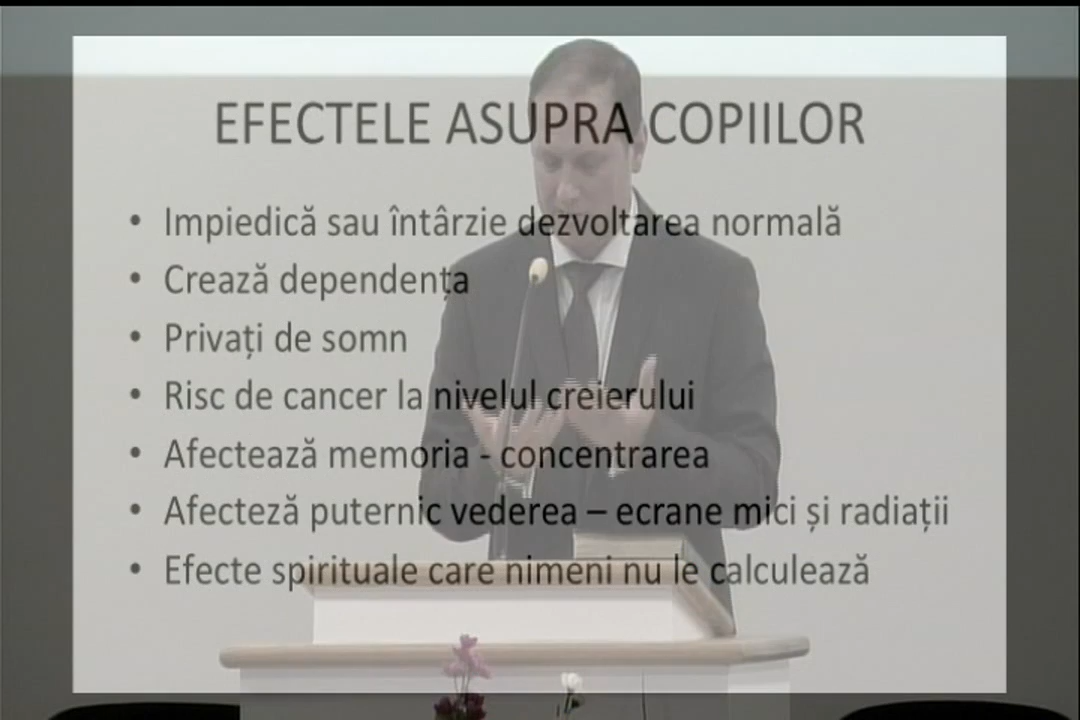 EFECTELE ASUPRA COPIILOR
• Impiedică sau întârzie dezvoltarea normală
• Crează dependența
• Privați de somn
• Risc de cancer la nivelul creierului
• Afectează memoria - concentrarea
• Afecteză puternic vederea – ecrane mici și radiații
• Efecte spirituale care nimeni nu le calculează